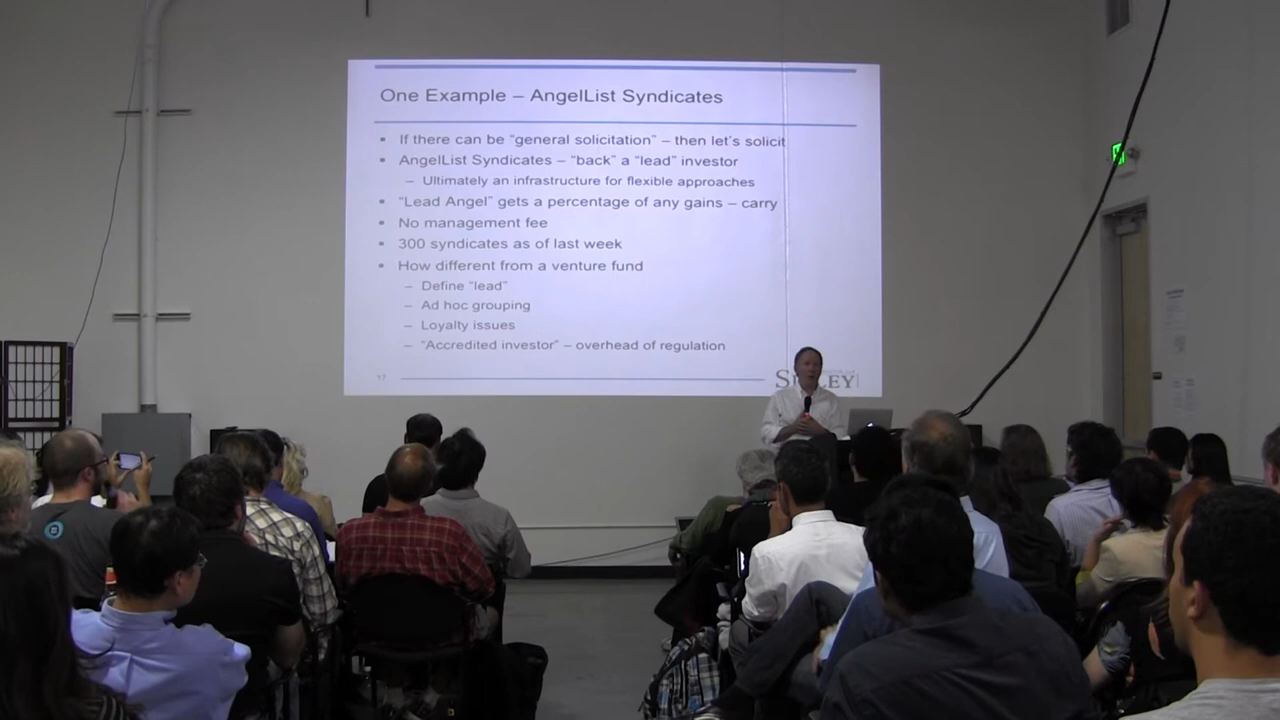 One Example – AngelList Syndicates
▪ If there can be “general solicitation” – then let’s solicit
▪ AngelList Syndicates – “back” a “lead” investor
– Ultimately an infrastructure for flexible approaches
▪ “Lead Angel” gets a percentage of any gains – carry
▪ No management fee
▪ 300 syndicates as of last week
▪ How different from a venture fund
– Define “lead”
– Ad hoc grouping
– Loyalty issues
– “Accredited investor” – overhead of regulation
17